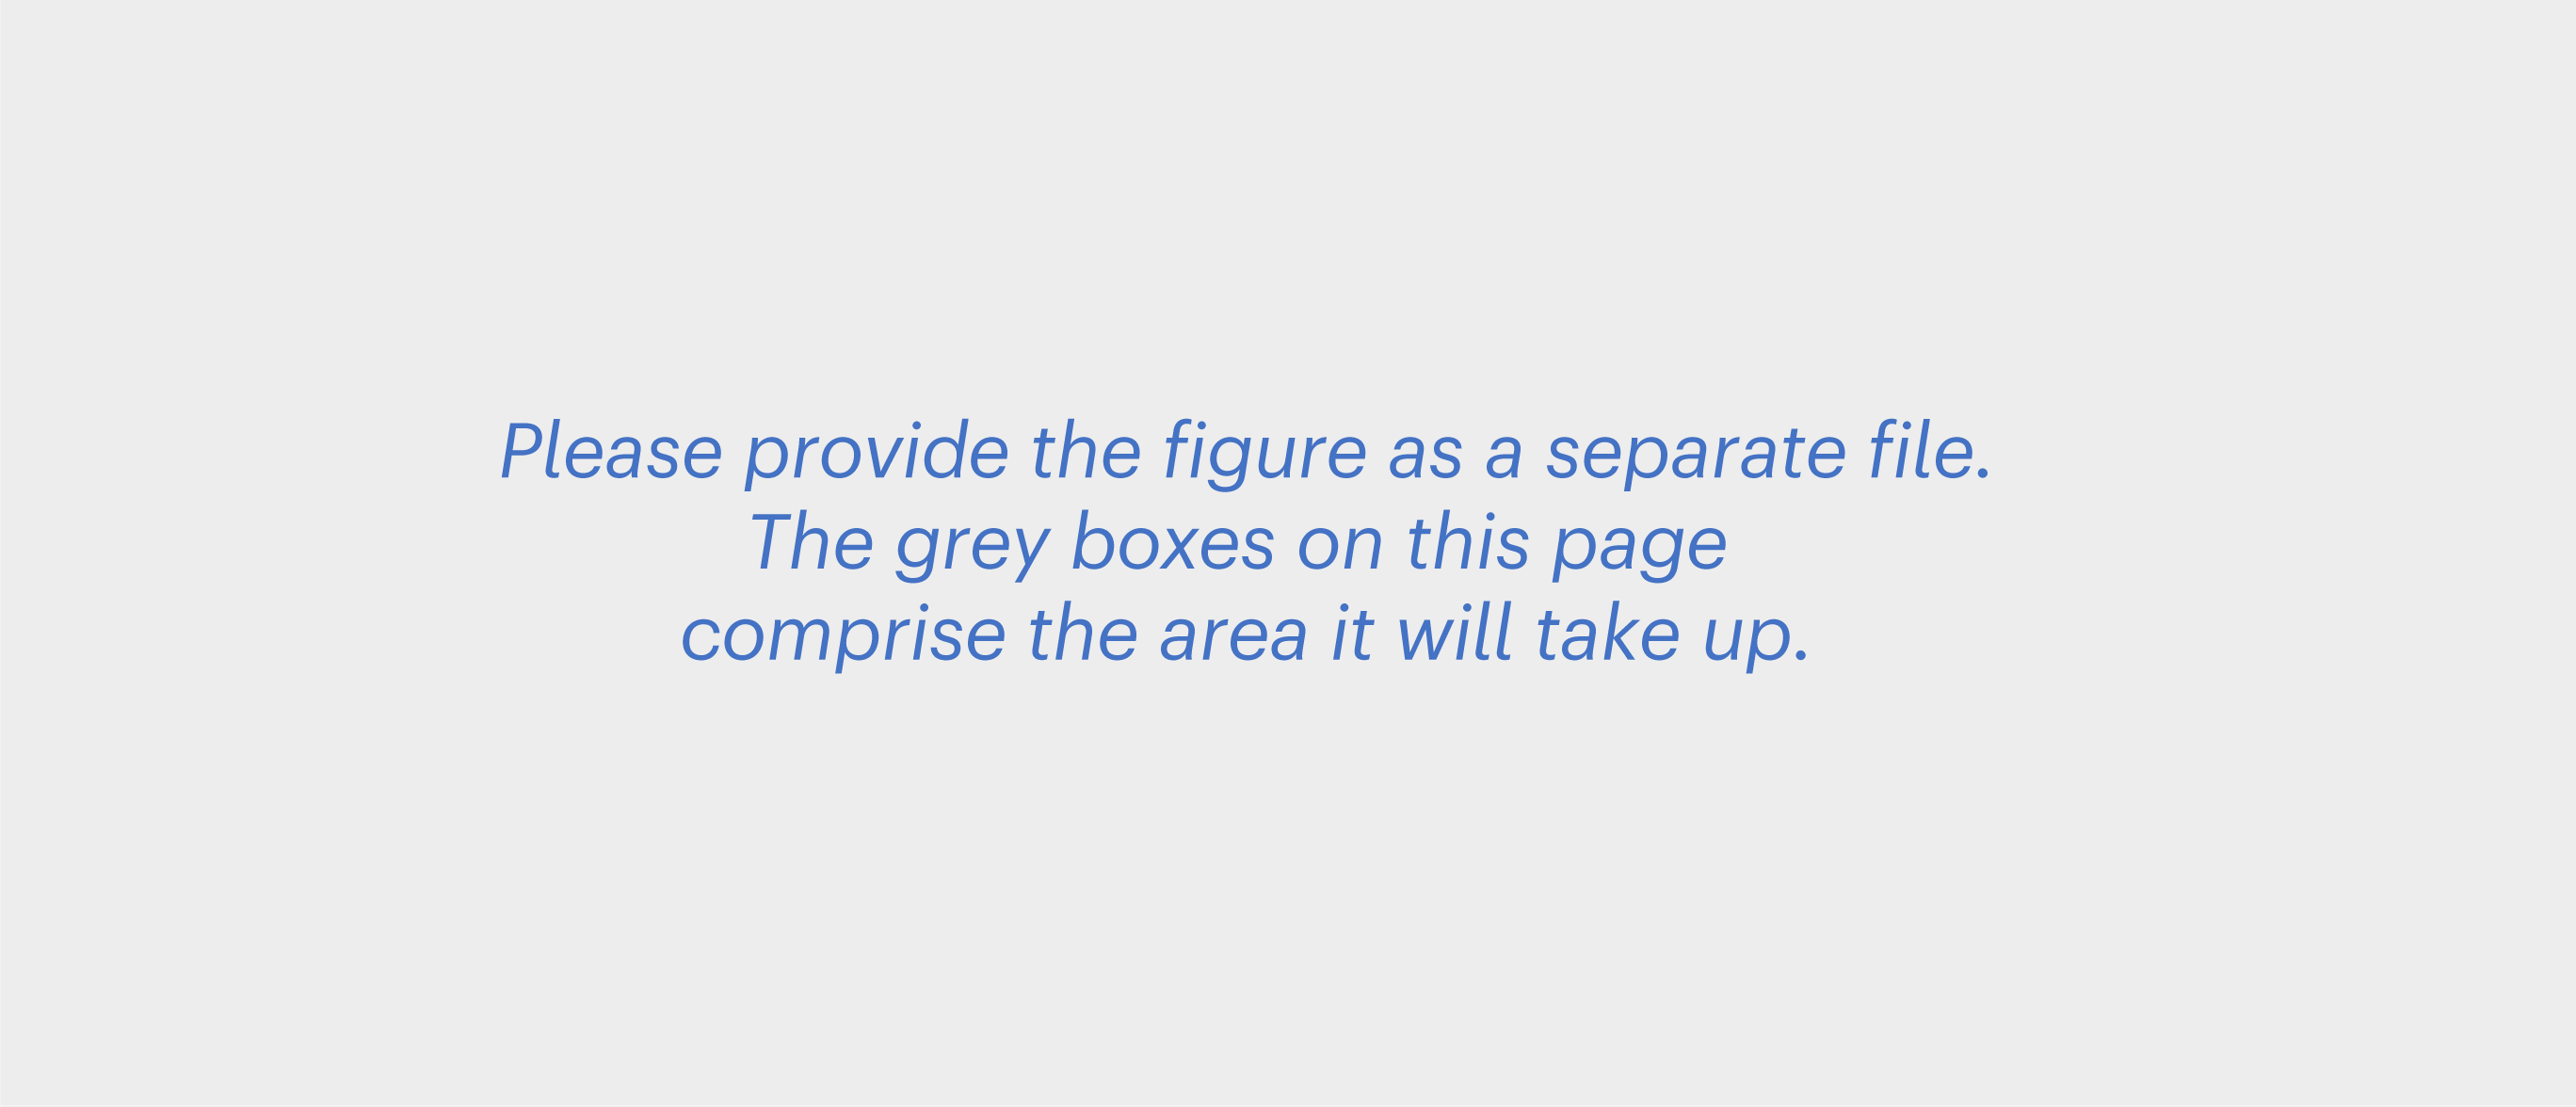 Please provide the figure as a separate file.
The grey boxes on this page
comprise the area it will take up.